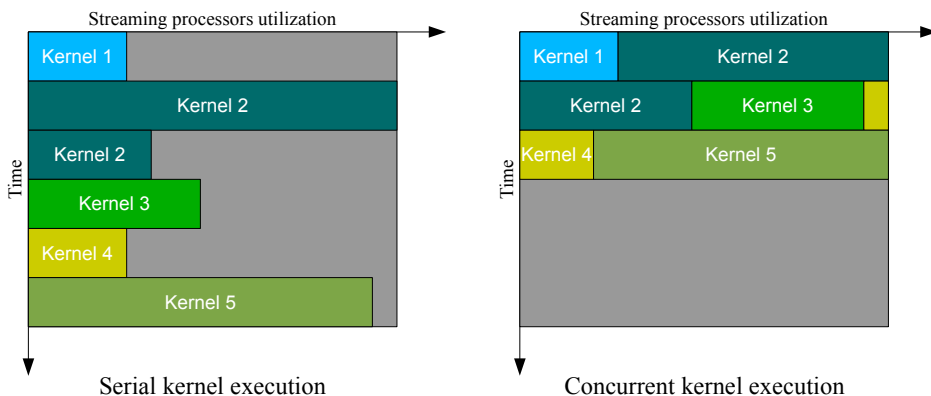 Streaming processors utilization
Time
Kernel 1
Kernel 2
Kernel 2
Kernel 3
Kernel 4
Kernel 5
Serial kernel execution
Streaming processors utilization
Time
Kernel 1 Kernel 2
Kernel 2 Kernel 3
Kernel 4 Kernel 5
Concurrent kernel execution